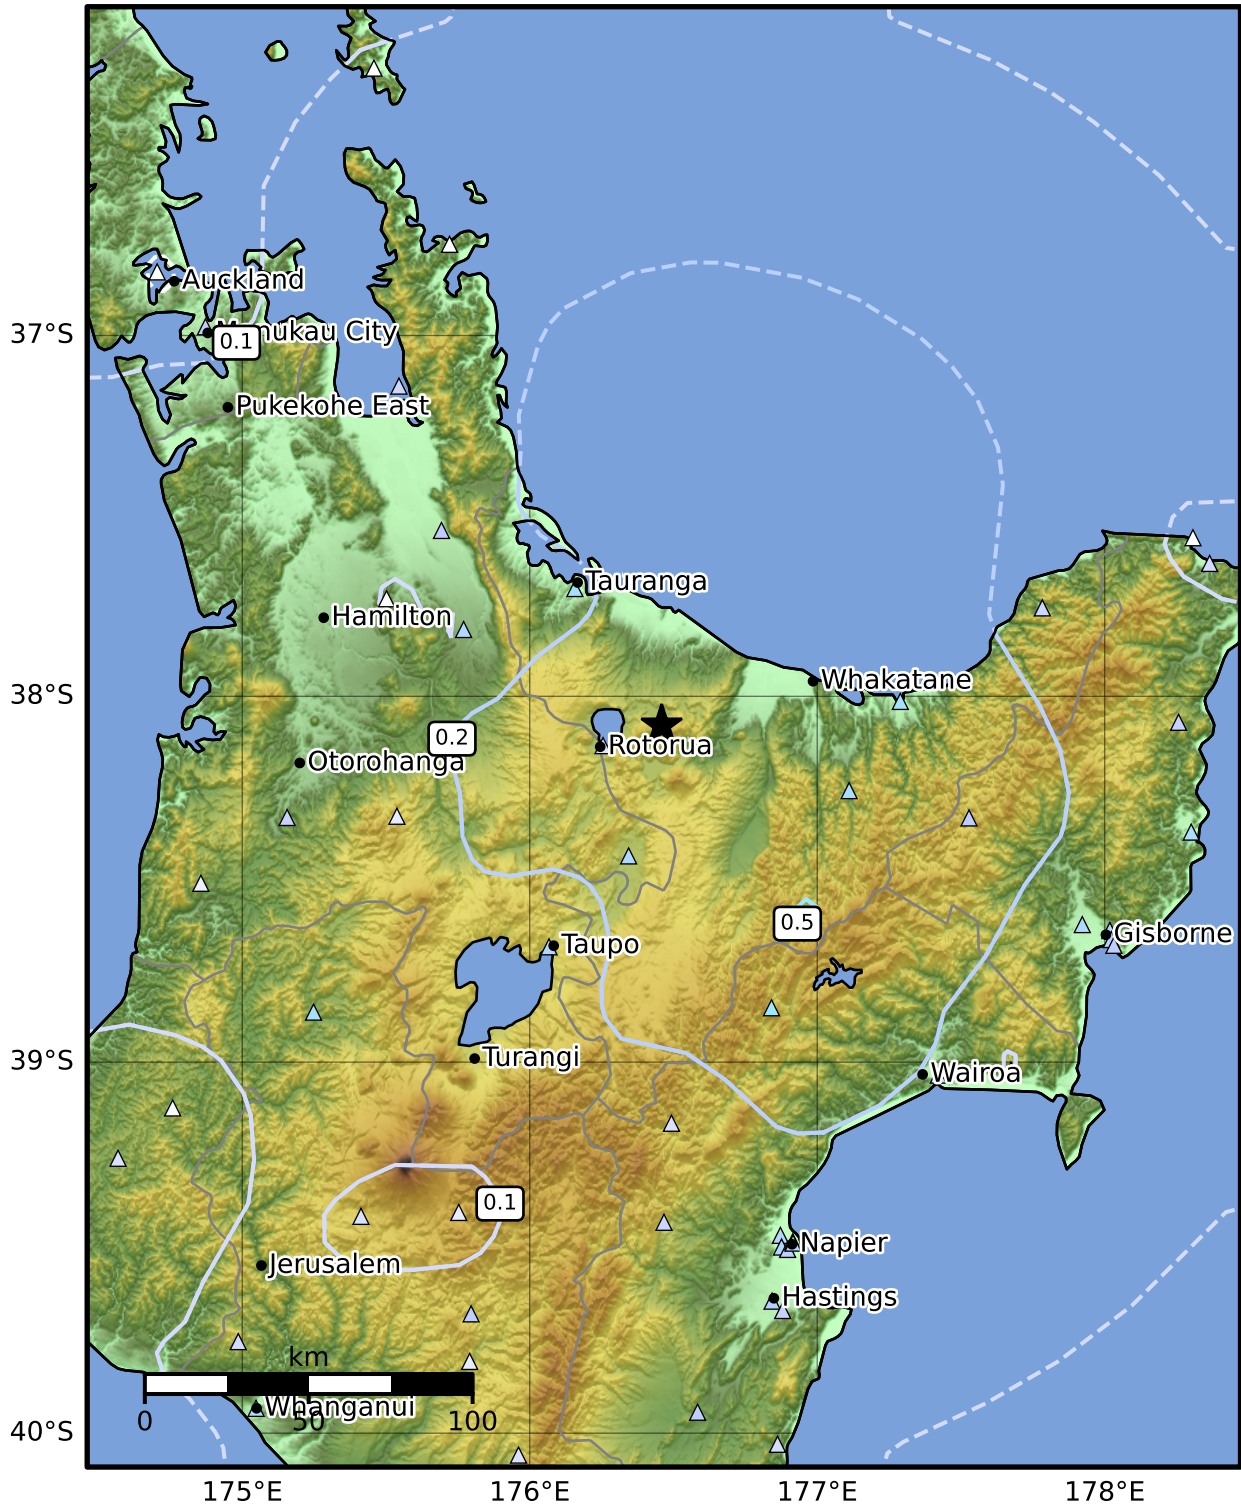 Auckland
37°S
Manukau City
0.1
Pukekohe East
Tauranga
Hamilton
Whakatane
38°S
0.2
Rotorua
Otorohanga
0.5
Gisborne
Taupo
39°S
Turangi
Wairoa
0.1
Napier
Jerusalem
Hastings
km
Whanganui
0
50
100
40°S
175°E
176°E
177°E
178°E